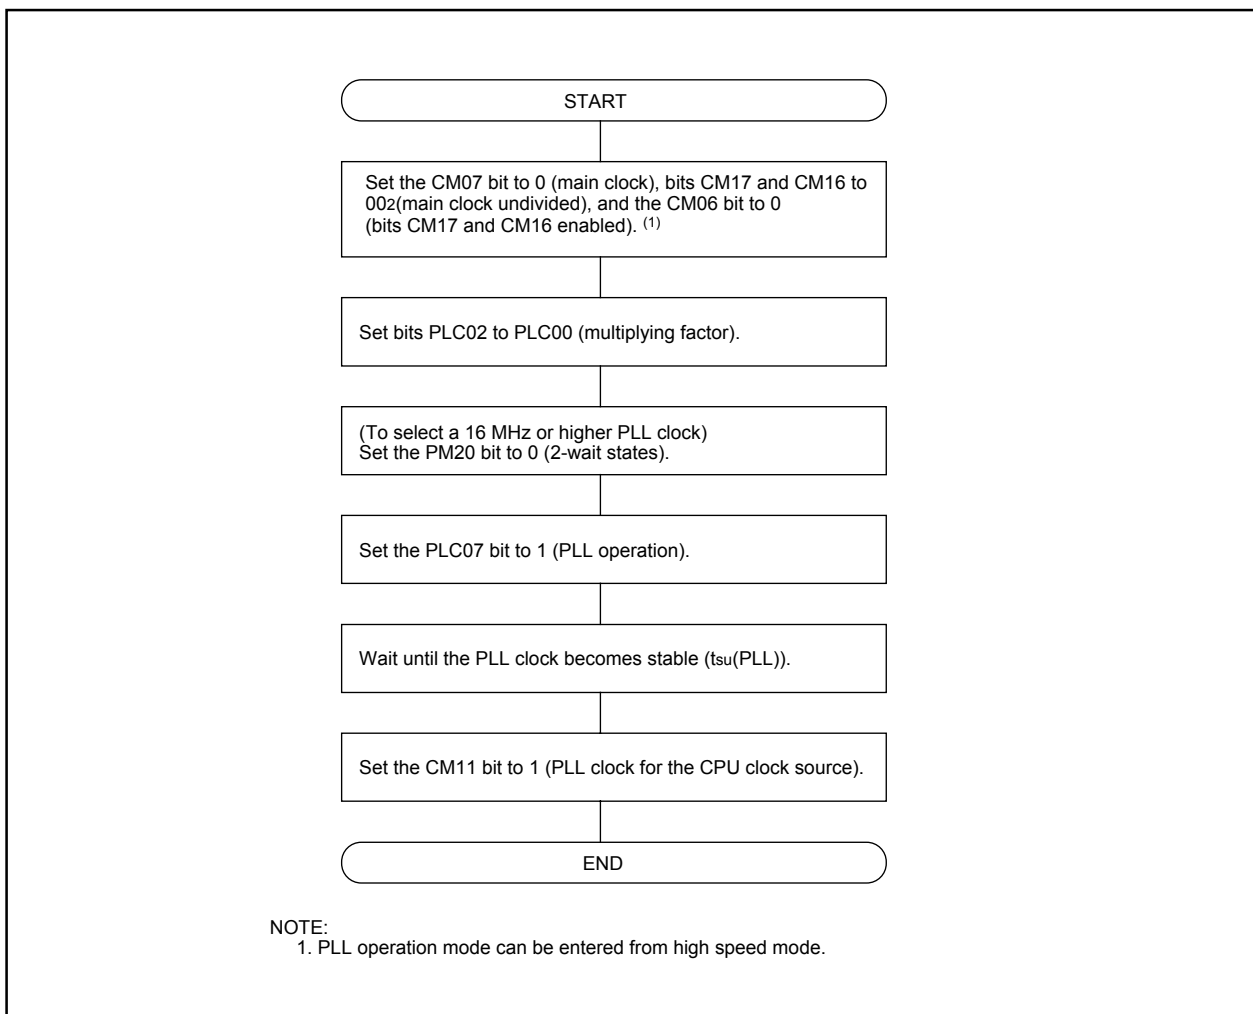 START
Set the CM07 bit to 0 (main clock), bits CM17 and CM16 to
002(main clock undivided), and the CM06 bit to 0
(bits CM17 and CM16 enabled). (1)
Set bits PLC02 to PLC00 (multiplying factor).
(To select a 16 MHz or higher PLL clock)
Set the PM20 bit to 0 (2-wait states).
Set the PLC07 bit to 1 (PLL operation).
Wait until the PLL clock becomes stable (tsu(PLL)).
Set the CM11 bit to 1 (PLL clock for the CPU clock source).
END
NOTE:
1. PLL operation mode can be entered from high speed mode.